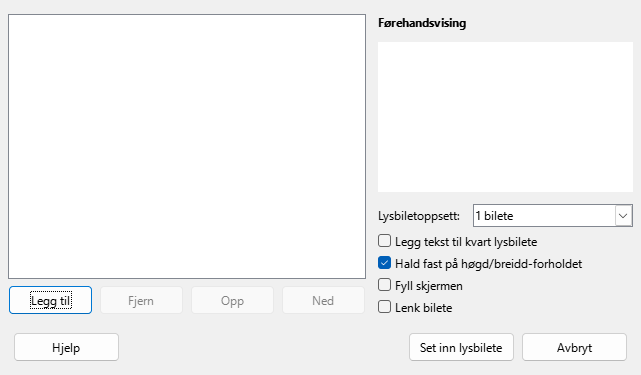 Førehandsvising
Lysbiletoppsett: 1 bilete
Legg tekst til kvart lysbilete
Hald fast på høgd/breidd-forholdet
Fyll skjermen
Lenk bilete
Legg til Fjern Opp Ned
Hjelp Set inn lysbilete Avbryt